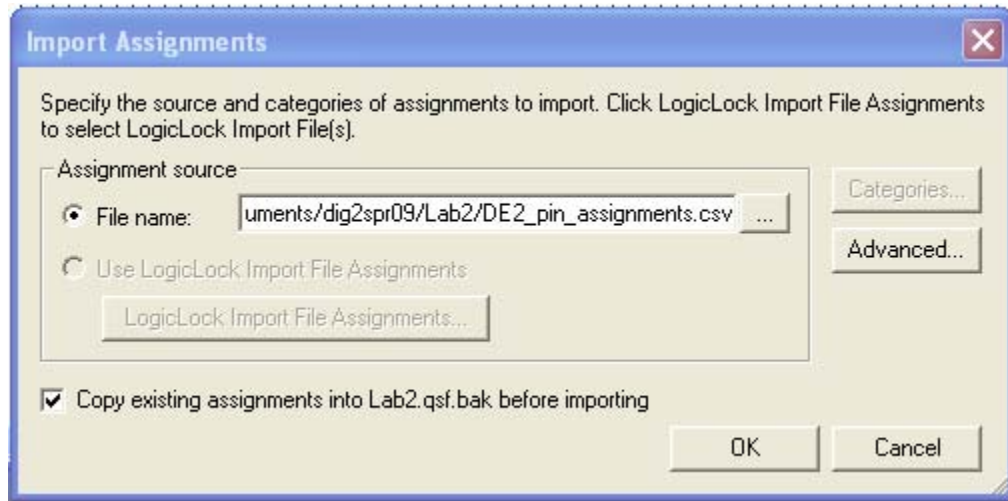 Import Assignments
Specify the source and categories of assignments to import. Click LogicLock Import File Assignments
to select LogicLock Import File(s).
Assignment source
File name:
uments/dig2spr09/Lab2/DE2_pin_assignments.csv
...
Categories...
Use LogicLock Import File Assignments
Advanced...
LogicLock Import File Assignments...
Copy existing assignments into Lab2.qsf.bak before importing
OK
Cancel